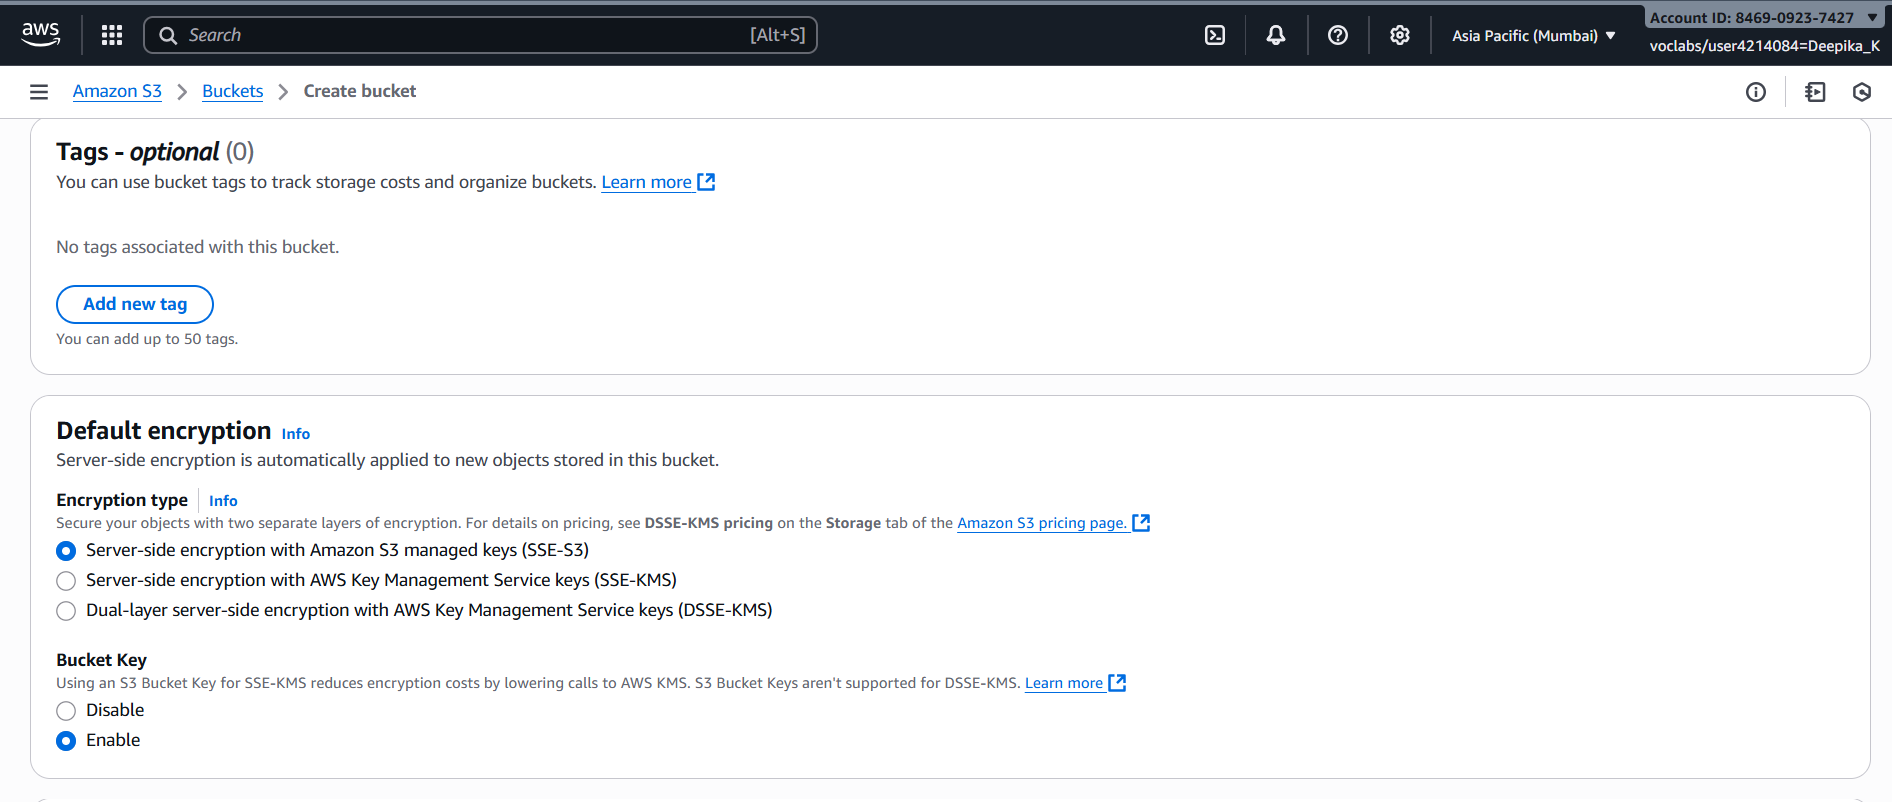 aws
Search
[Alt+S]
Asia Pacific (Mumbai)
Account ID: 8469-0923-7427
voclabs/user4214084=Deepika_K
Amazon S3 > Buckets > Create bucket
Tags - optional (0)
You can use bucket tags to track storage costs and organize buckets. Learn more
No tags associated with this bucket.
Add new tag
You can add up to 50 tags.
Default encryption Info
Server-side encryption is automatically applied to new objects stored in this bucket.
Encryption type Info
Secure your objects with two separate layers of encryption. For details on pricing, see DSSE-KMS pricing on the Storage tab of the Amazon S3 pricing page.
Server-side encryption with Amazon S3 managed keys (SSE-S3)
Server-side encryption with AWS Key Management Service keys (SSE-KMS)
Dual-layer server-side encryption with AWS Key Management Service keys (DSSE-KMS)
Bucket Key
Using an S3 Bucket Key for SSE-KMS reduces encryption costs by lowering calls to AWS KMS. S3 Bucket Keys aren't supported for DSSE-KMS. Learn more
Disable
Enable